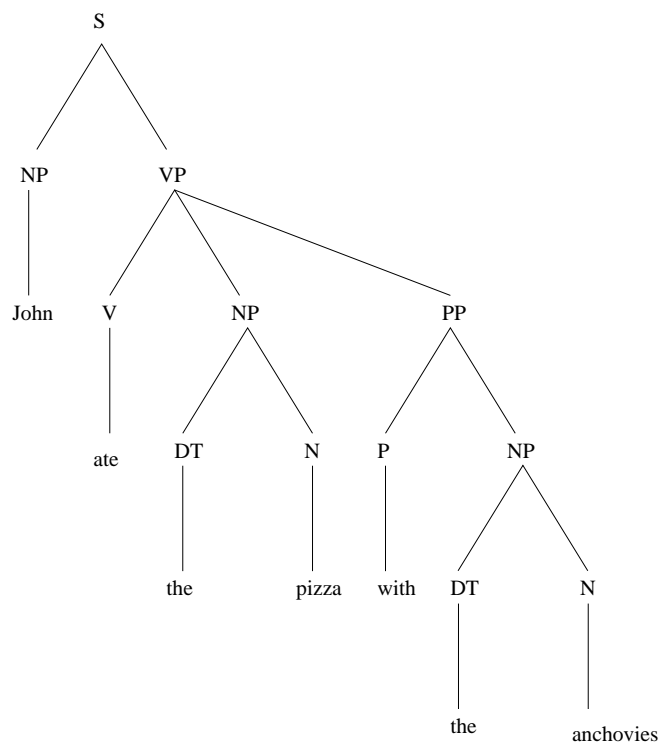 S
NP VP
John V NP PP
ate DT N P NP
the pizza with DT N
the anchovies